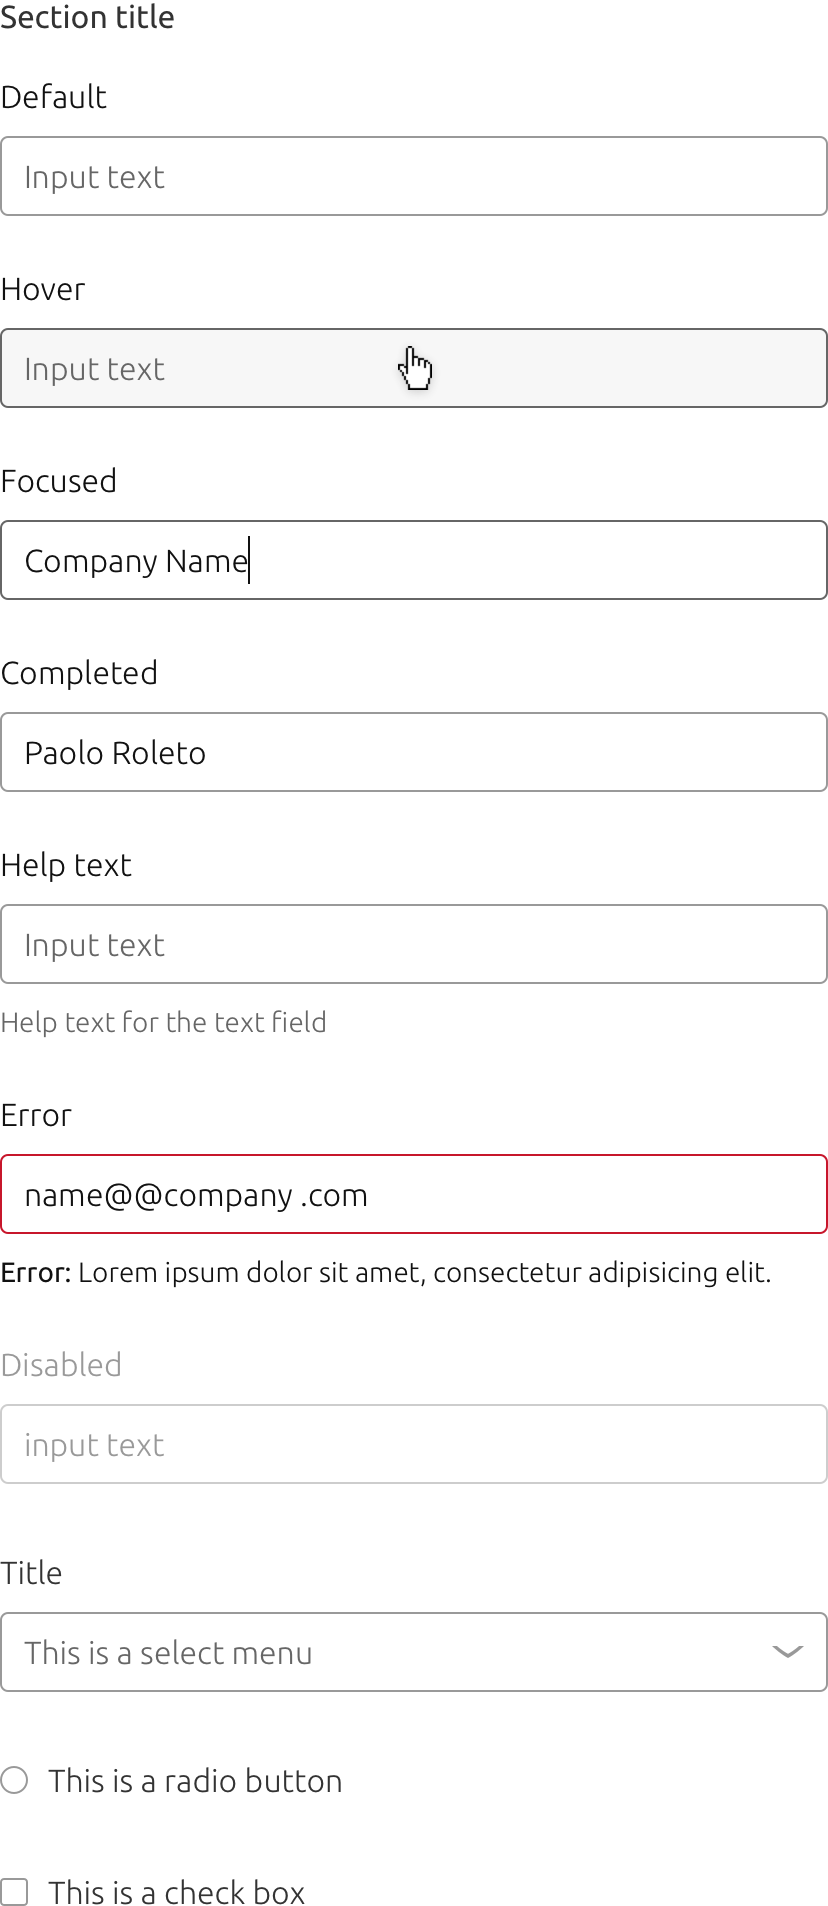 Section title
Default
Input text
Hover
Input text
Focused
Company Name
Completed
Paolo Roleto
Help text
Input text
Help text for the text field
Error
name@@company .com
Error: Lorem ipsum dolor sit amet, consectetur adipisicing elit.
Disabled
input text
Title
This is a select menu
This is a radio button
This is a check box